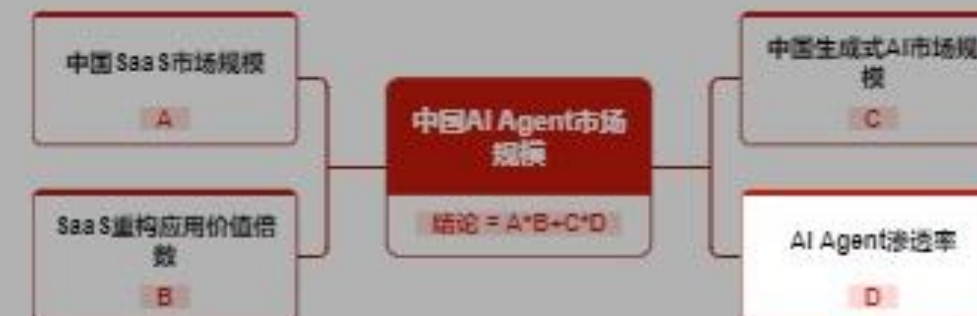 中国SaaS市场规模
A
SaaS重构应用价值倍
数
B
中国AI Agent市场
规模
结论 = A*B+C*D
中国生成式AI市场规
模
C
AI Agent渗透率
D